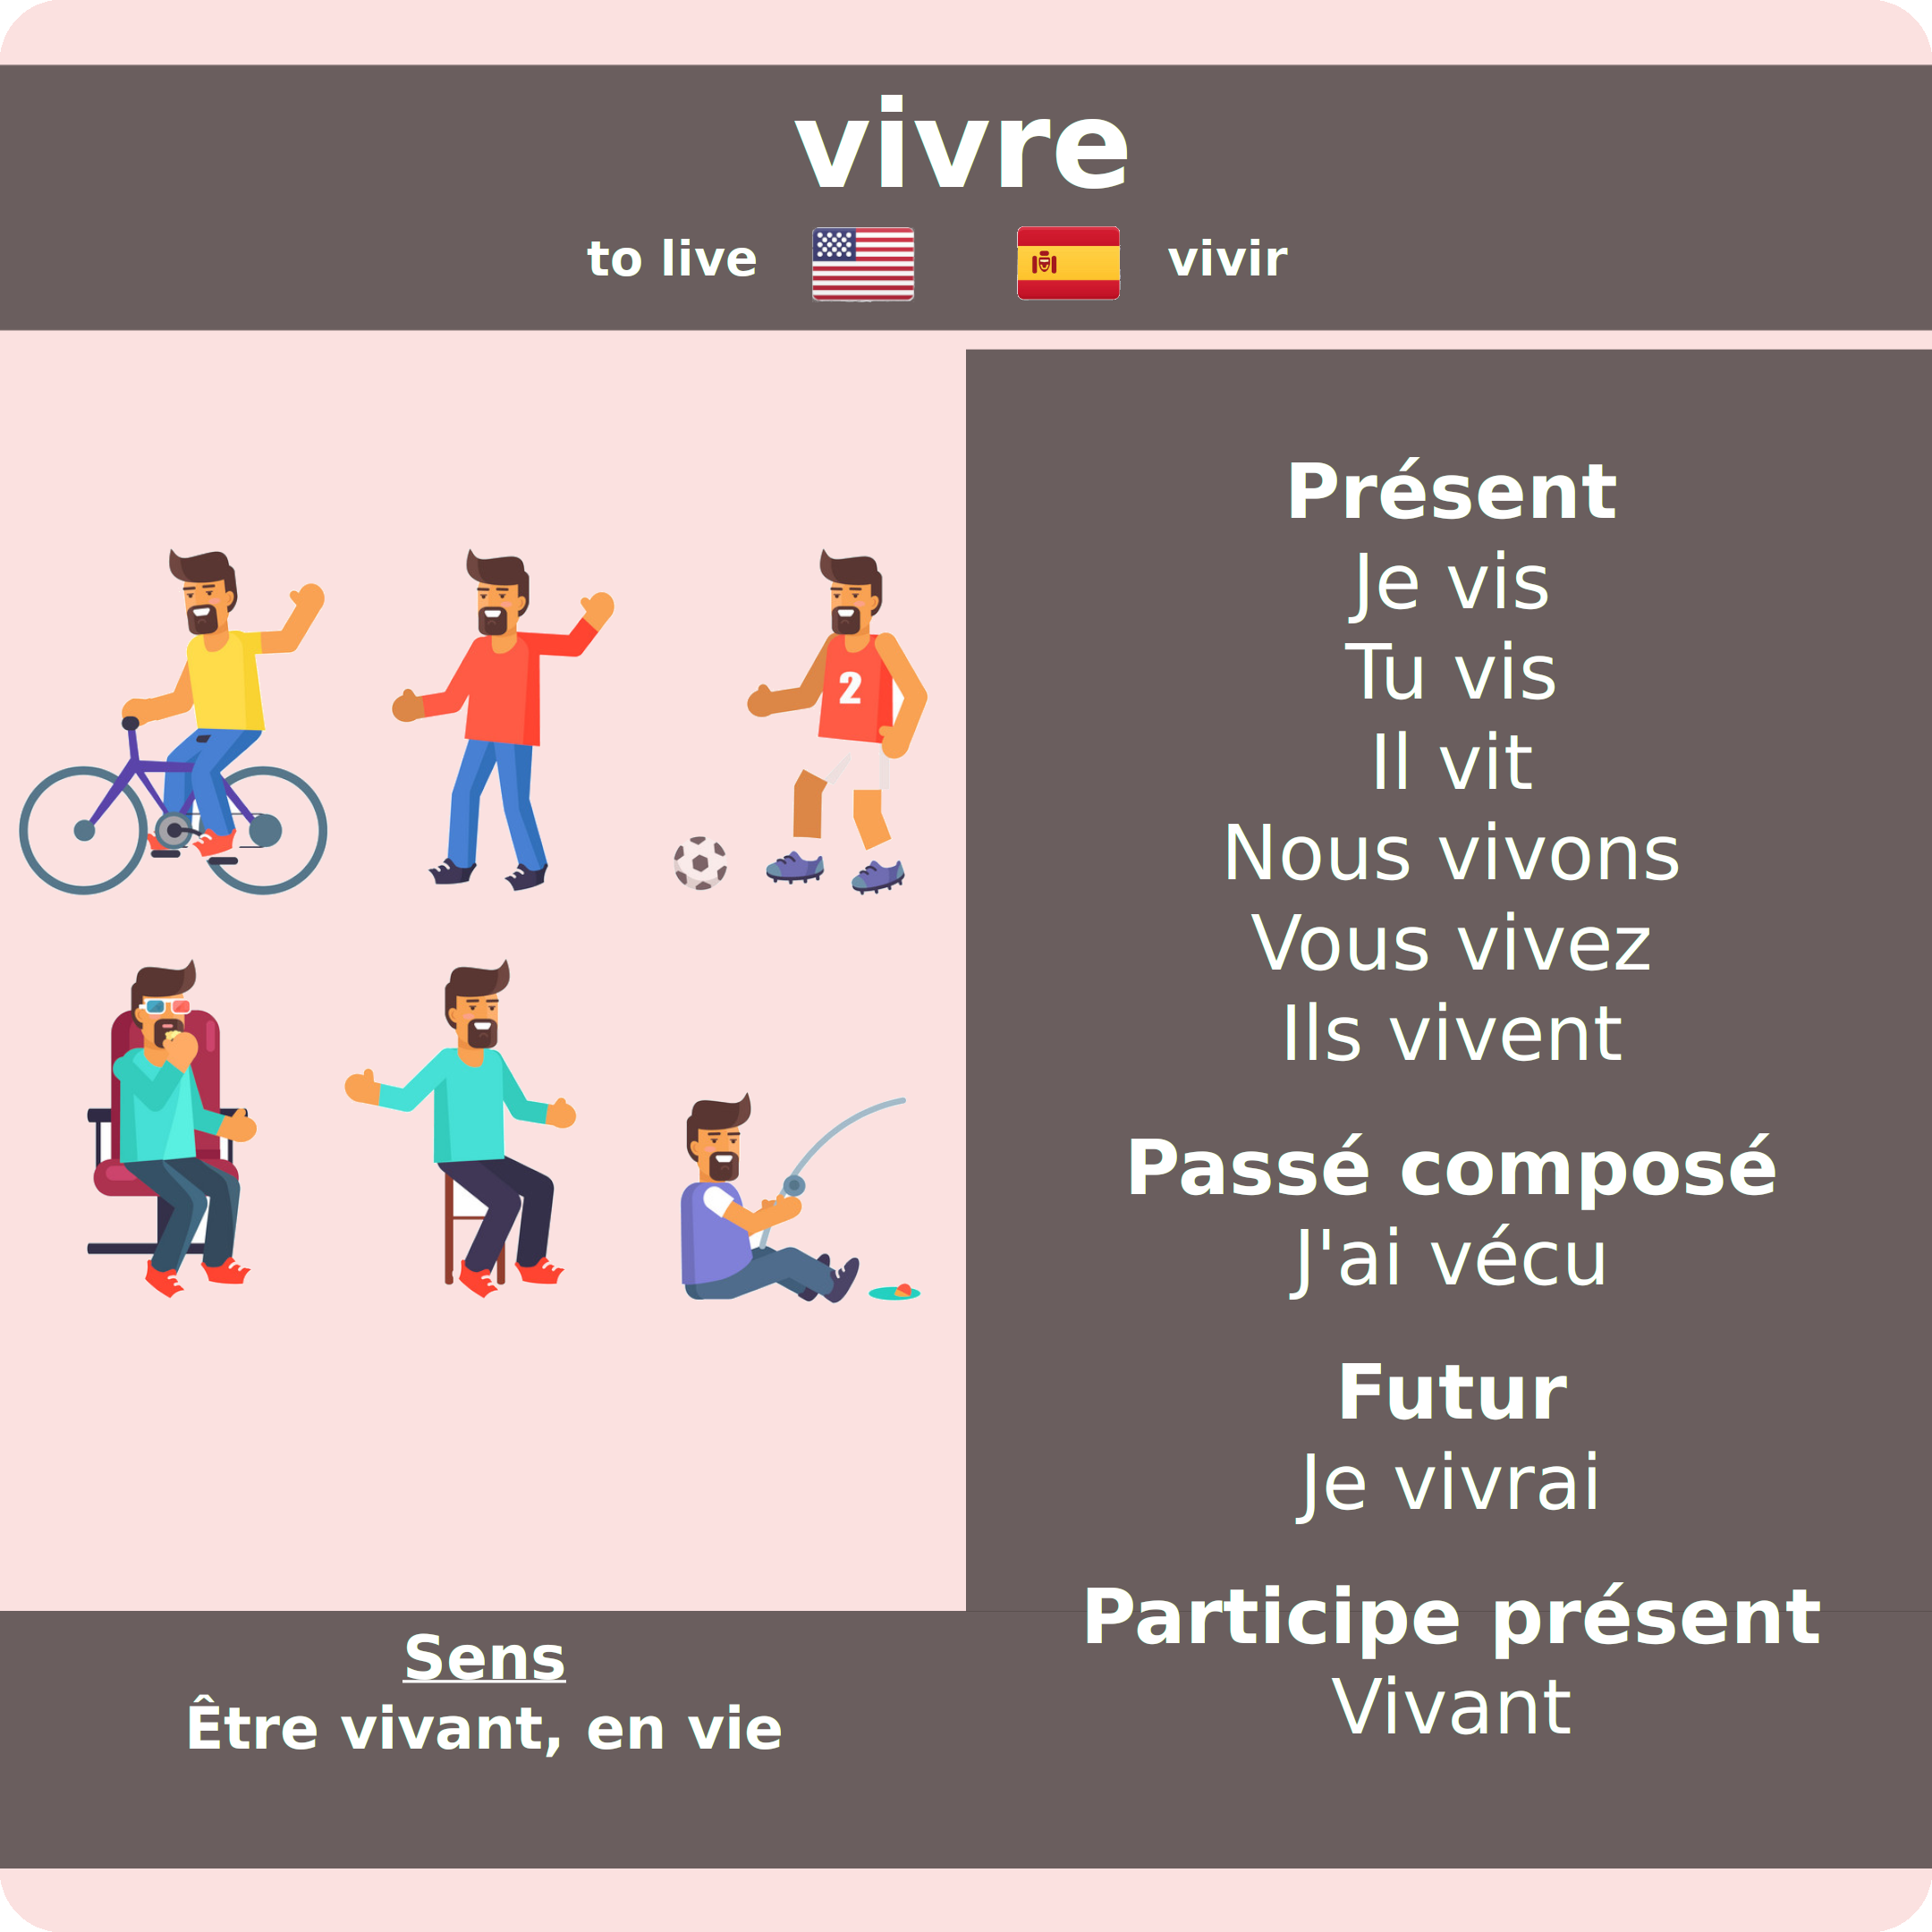 vivre
to live
vivir
Présent
Je vis
Tu vis
Il vit
Nous vivons
Vous vivez
Ils vivent
Passé composé
J'ai vécu
Futur
Je vivrai
Participe présent
Vivant
2
Sens
Être vivant, en vie